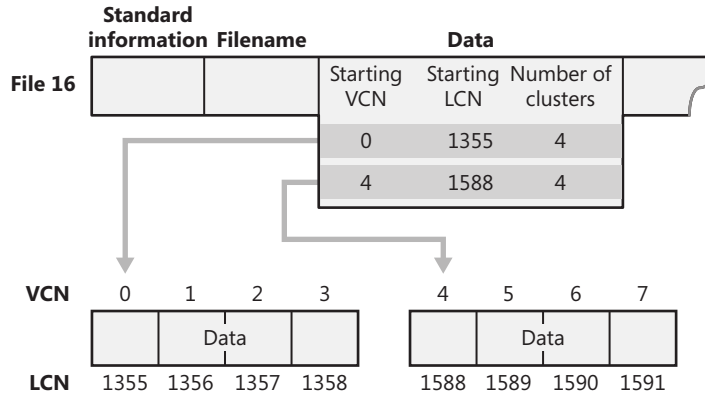 Standard
information Filename Data
File 16
Starting Starting Number of
VCN LCN clusters
0 1355 4
4 1588 4
VCN 0 1 2 3 4 5 6 7
Data Data
LCN 1355 1356 1357 1358 1588 1589 1590 1591